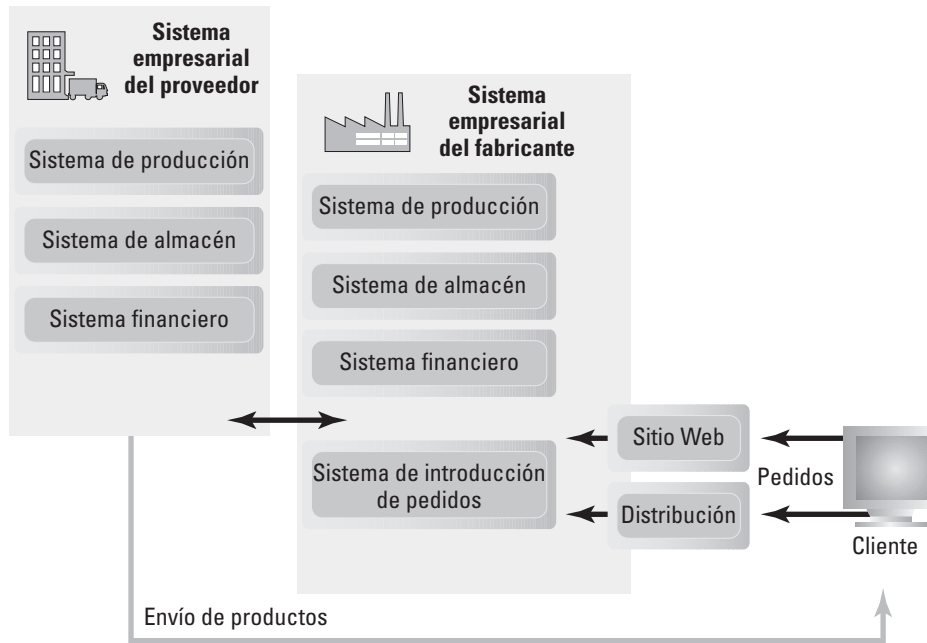 Sistema
empresarial
del proveedor
Sistema de producción
Sistema de almacén
Sistema financiero
Sistema
empresarial
del fabricante
Sistema de producción
Sistema de almacén
Sistema financiero
Sistema de introducción
de pedidos
Sitio Web
Distribución
Pedidos
Cliente
Envío de productos